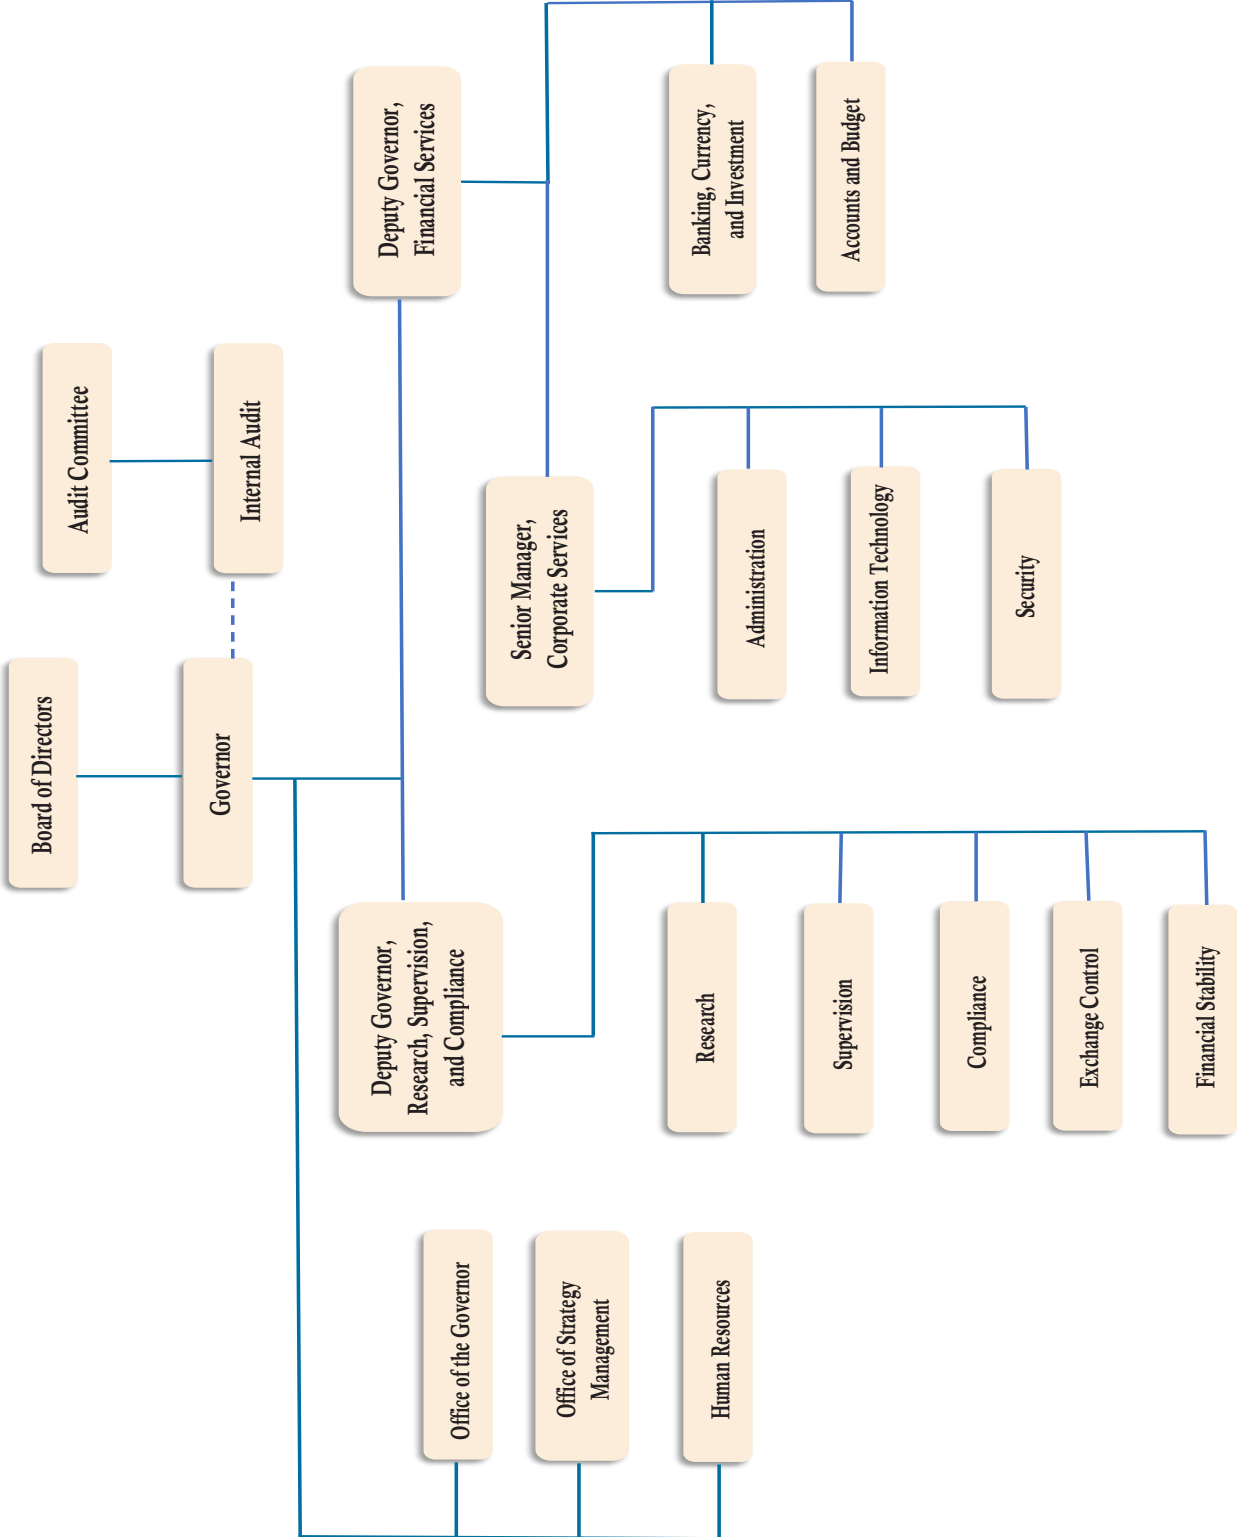 Board of Directors
Audit Committee
Governor
Internal Audit
Deputy Governor,
Research, Supervision,
and Compliance
Deputy Governor,
Financial Services
Office of the Governor
Office of Strategy
Management
Human Resources
Research
Supervision
Compliance
Exchange Control
Financial Stability
Senior Manager,
Corporate Services
Administration
Information Technology
Security
Banking, Currency,
and Investment
Accounts and Budget